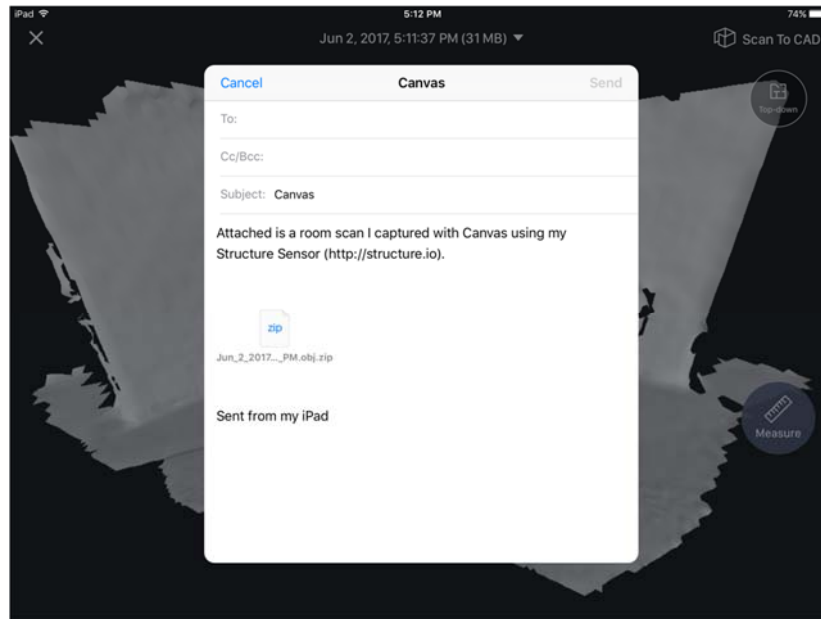 iPad 5:12 PM 74%
Jun 2, 2017, 5:11:37 PM (31 MB) ▼ Scan To CAD
Cancel Canvas Send
Top-down
To:
Cc/Bcc:
Subject: Canvas
Attached is a room scan I captured with Canvas using my
Structure Sensor (http://structure.io).
zip
Jun_2_2017..._PM.obj.zip
Sent from my iPad
Measure